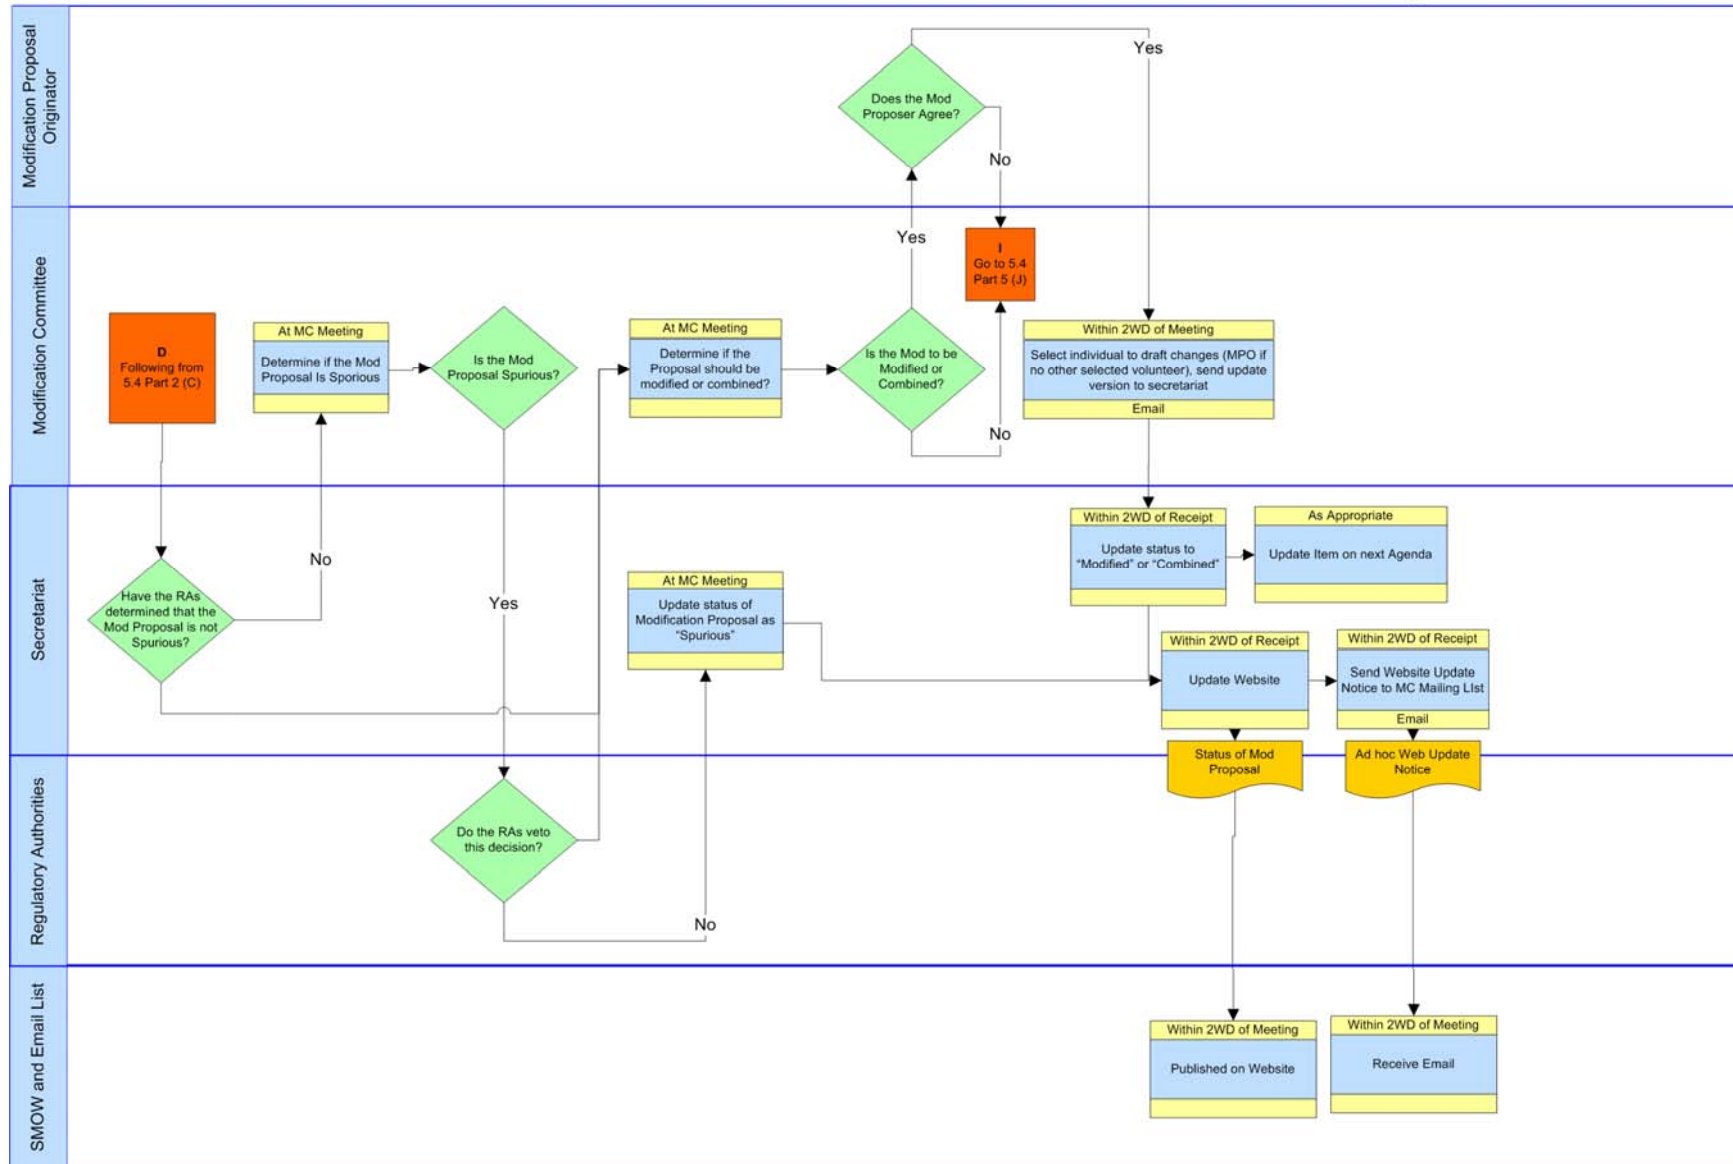 Modification Proposal
Originator
Does the Mod
Proposer Agree?
Yes
No
Modification Committee
D
Following from
5.4 Part 2 (C)
At MC Meeting
Determine if the Mod
Proposal Is Sporious
Is the Mod
Proposal Spurious?
At MC Meeting
Determine if the
Proposal should be
modified or combined?
Is the Mod to be
Modified or
Combined?
Yes
No
I
Go to 5.4
Part 5 (J)
Within 2WD of Meeting
Select individual to draft changes (MPO if
no other selected volunteer), send update
version to secretariat
Email
Secretariat
Have the RAs
determined that the
Mod Proposal is not
Spurious?
No
Yes
At MC Meeting
Update status of
Modification Proposal as
“Spurious”
Within 2WD of Receipt
Update status to
“Modified” or “Combined”
As Appropriate
Update Item on next Agenda
Within 2WD of Receipt
Update Website
Within 2WD of Receipt
Send Website Update
Notice to MC Mailing LIst
Email
Status of Mod
Proposal
Ad hoc Web Update
Notice
Regulatory Authorities
Do the RAs veto
this decision?
No
SMOW and Email List
Within 2WD of Meeting
Published on Website
Within 2WD of Meeting
Receive Email